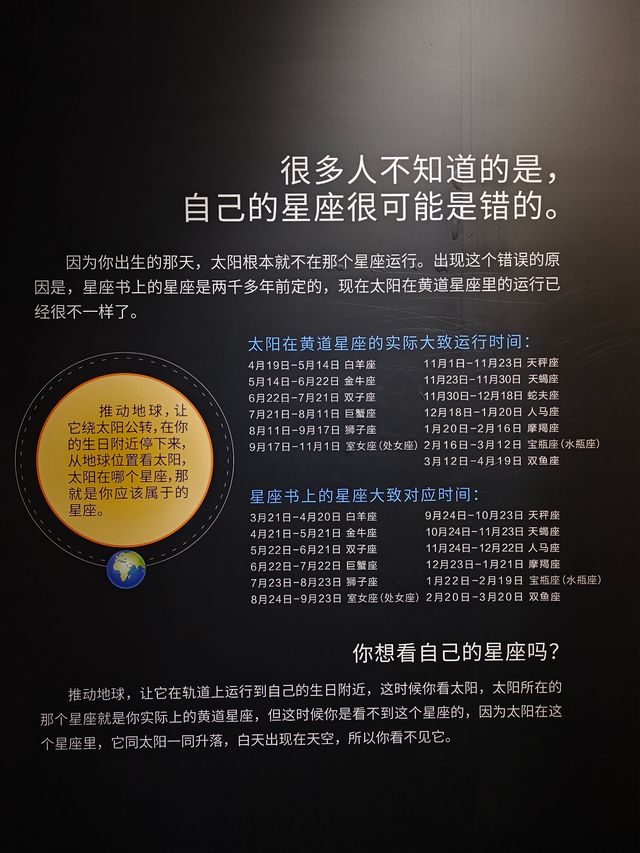 很多人不知道的是，
自己的星座很可能是错的。
因为你出生的那天，太阳根本就不在那个星座运行。出现这个错误的原
因是，星座书上的星座是两千多年前定的，现在太阳在黄道星座里的运行已
经很不一样了。
太阳在黄道星座的实际大致运行时间：
4月19日-5月14日 白羊座
5月14日-6月22日 金牛座
6月22日-7月21日 双子座
7月21日-8月11日 巨蟹座
8月11日-9月17日 狮子座
9月17日-11月1日 室女座(处女座)
11月1日-11月23日 天秤座
11月23日-11月30日 天蝎座
11月30日-12月18日 蛇夫座
12月18日-1月20日 人马座
1月20日-2月16日 摩羯座
2月16日-3月12日 宝瓶座(水瓶座)
3月12日-4月19日 双鱼座
推动地球，让
它绕太阳公转，在你
的生日附近停下来，
从地球位置看太阳，
太阳在哪个星座，那
就是你应该属于的
星座。
星座书上的星座大致对应时间：
3月21日-4月20日 白羊座
4月21日-5月21日 金牛座
5月22日-6月21日 双子座
6月22日-7月22日 巨蟹座
7月23日-8月23日 狮子座
8月24日-9月23日 室女座(处女座)
9月24日-10月23日 天秤座
10月24日-11月23日 天蝎座
11月24日-12月22日 人马座
12月23日-1月21日 摩羯座
1月22日-2月19日 宝瓶座(水瓶座)
2月20日-3月20日 双鱼座
你想看自己的星座吗？
推动地球，让它在轨道上运行到自己的生日附近，这时候你看太阳，太阳所在的
那个星座就是你实际上的黄道星座，但这时候你是看不到这个星座的，因为太阳在这
个星座里，它同太阳一同升落，白天出现在天空，所以你看不见它。